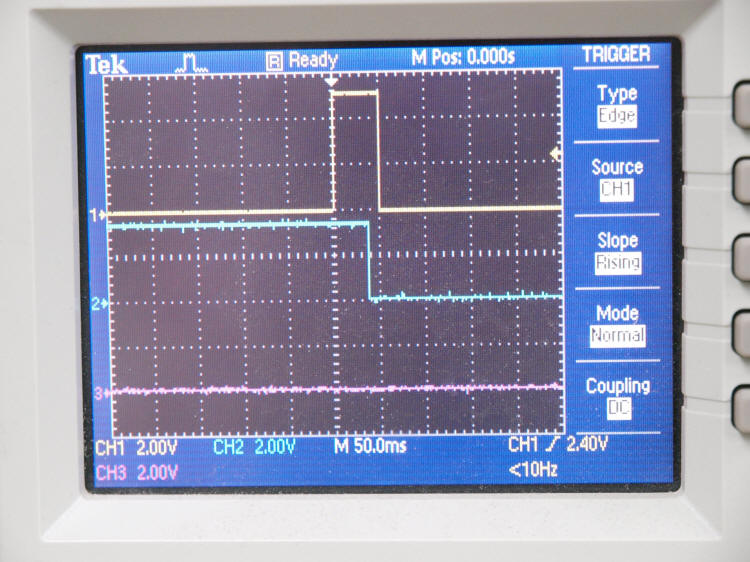 Tek R Ready M Pos: 0.000s TRIGGER
Type
Edge
Source
CH1
Slope
Rising
Mode
Normal
Coupling
DC
1
2
3
CH1 2.00V CH2 2.00V M 50.0ms CH1 2.40V
CH3 2.00V <10Hz